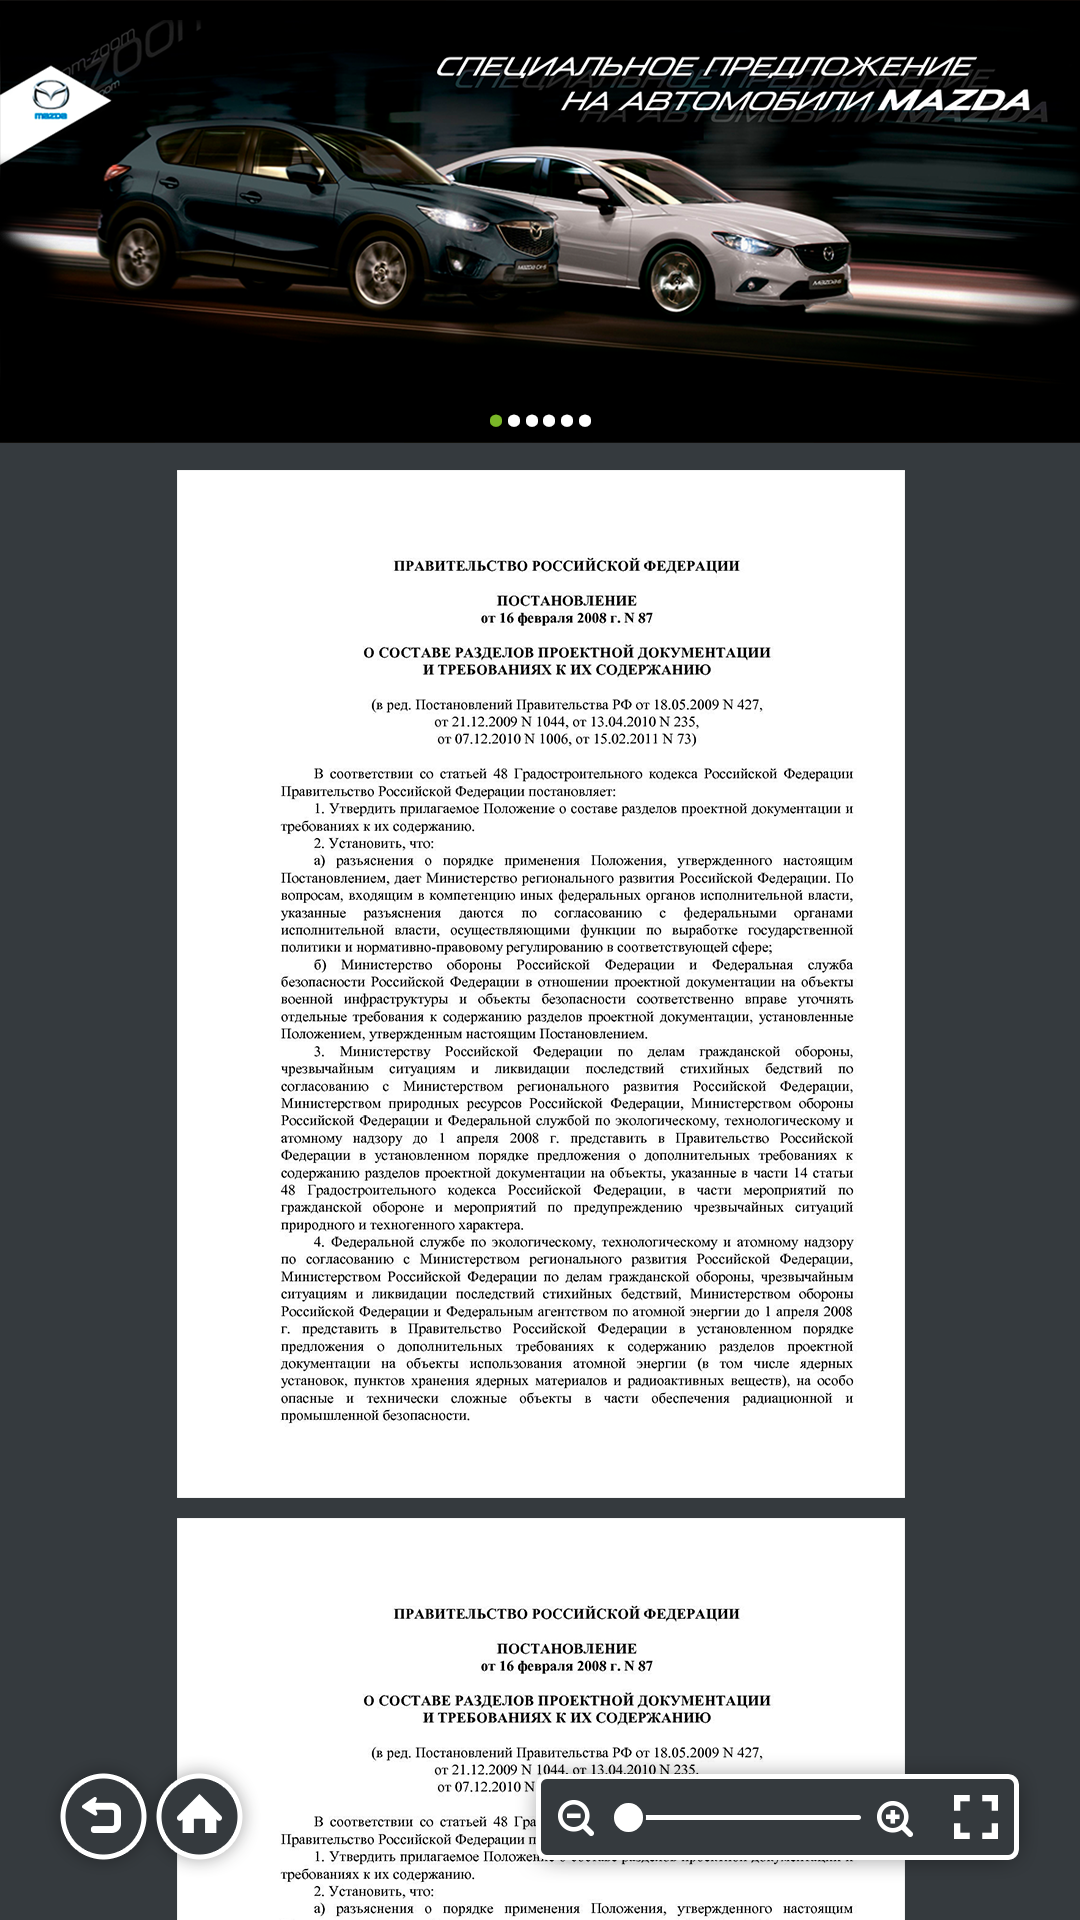 zoom-zoom
СПЕЦИАЛЬНОЕ ПРЕДЛОЖЕНИЕ
НА АВТОМОБИЛИ MAZDA
mazda
MAZDA CX-5
MAZDA 6
ПРАВИТЕЛЬСТВО РОССИЙСКОЙ ФЕДЕРАЦИИ
ПОСТАНОВЛЕНИЕ
от 16 февраля 2008 г. N 87
О СОСТАВЕ РАЗДЕЛОВ ПРОЕКТНОЙ ДОКУМЕНТАЦИИ
И ТРЕБОВАНИЯХ К ИХ СОДЕРЖАНИЮ
(в ред. Постановлений Правительства РФ от 18.05.2009 N 427,
от 21.12.2009 N 1044, от 13.04.2010 N 235,
от 07.12.2010 N 1006, от 15.02.2011 N 73)
В соответствии со статьей 48 Градостроительного кодекса Российской Федерации
Правительство Российской Федерации постановляет:
1. Утвердить прилагаемое Положение о составе разделов проектной документации и
требованиях к их содержанию.
2. Установить, что:
а) разъяснения о порядке применения Положения, утвержденного настоящим
Постановлением, дает Министерство регионального развития Российской Федерации. По
вопросам, входящим в компетенцию иных федеральных органов исполнительной власти,
указанные разъяснения даются по согласованию с федеральными органами
исполнительной власти, осуществляющими функции по выработке государственной
политики и нормативно-правовому регулированию в соответствующей сфере;
б) Министерство обороны Российской Федерации и Федеральная служба
безопасности Российской Федерации в отношении проектной документации на объекты
военной инфраструктуры и объекты безопасности соответственно вправе уточнять
отдельные требования к содержанию разделов проектной документации, установленные
Положением, утвержденным настоящим Постановлением.
3. Министерству Российской Федерации по делам гражданской обороны,
чрезвычайным ситуациям и ликвидации последствий стихийных бедствий по
согласованию с Министерством регионального развития Российской Федерации,
Министерством природных ресурсов Российской Федерации, Министерством обороны
Российской Федерации и Федеральной службой по экологическому, технологическому и
атомному надзору до 1 апреля 2008 г. представить в Правительство Российской
Федерации в установленном порядке предложения о дополнительных требованиях к
содержанию разделов проектной документации на объекты, указанные в части 14 статьи
48 Градостроительного кодекса Российской Федерации, в части мероприятий по
гражданской обороне и мероприятий по предупреждению чрезвычайных ситуаций
природного и техногенного характера.
4. Федеральной службе по экологическому, технологическому и атомному надзору
по согласованию с Министерством регионального развития Российской Федерации,
Министерством Российской Федерации по делам гражданской обороны, чрезвычайным
ситуациям и ликвидации последствий стихийных бедствий, Министерством обороны
Российской Федерации и Федеральным агентством по атомной энергии до 1 апреля 2008
г. представить в Правительство Российской Федерации в установленном порядке
предложения о дополнительных требованиях к содержанию разделов проектной
документации на объекты использования атомной энергии (в том числе ядерных
установок, пунктов хранения ядерных материалов и радиоактивных веществ), на особо
опасные и технически сложные объекты в части обеспечения радиационной и
промышленной безопасности.
ПРАВИТЕЛЬСТВО РОССИЙСКОЙ ФЕДЕРАЦИИ
ПОСТАНОВЛЕНИЕ
от 16 февраля 2008 г. N 87
О СОСТАВЕ РАЗДЕЛОВ ПРОЕКТНОЙ ДОКУМЕНТАЦИИ
И ТРЕБОВАНИЯХ К ИХ СОДЕРЖАНИЮ
(в ред. Постановлений Правительства РФ от 18.05.2009 N 427,
от 21.12.2009 N 1044, от 13.04.2010 N 235,
от 07.12.2010 N
В соответствии со статьей 48
Правительство Российской Федерации
1. Утвердить прилагаемое Положение о составе разделов проектной документации и
требованиях к их содержанию.
2. Установить, что:
а) разъяснения о порядке применения Положения, утвержденного настоящим